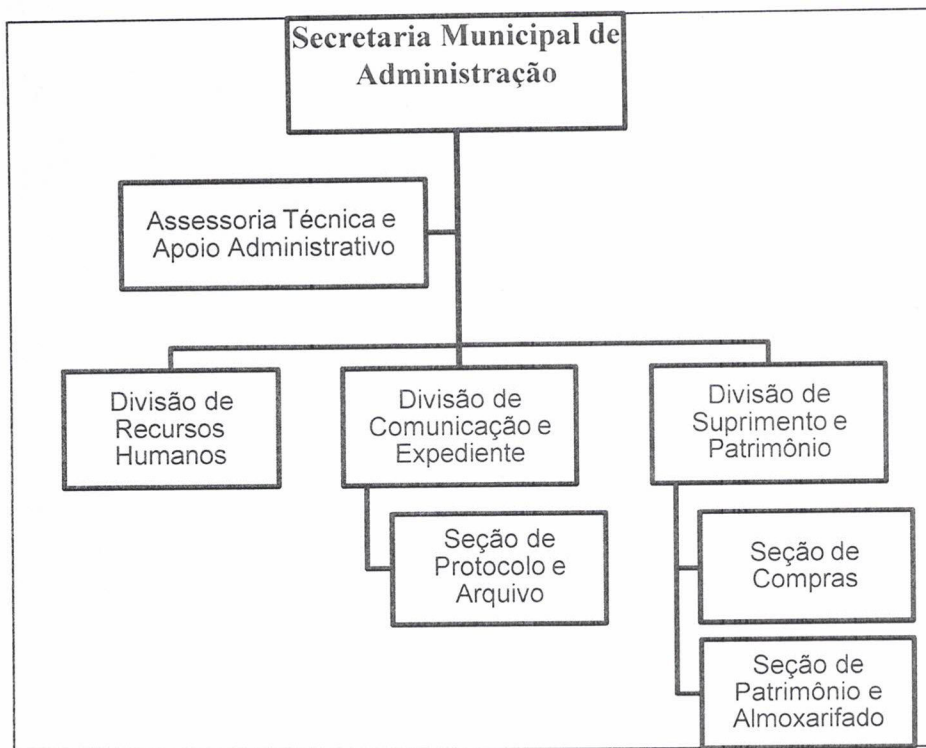 Secretaria Municipal de
Administração
Assessoria Técnica e
Apoio Administrativo
Divisão de
Recursos
Humanos
Divisão de
Comunicação e
Expediente
Divisão de
Suprimento e
Patrimônio
Seção de
Protocolo e
Arquivo
Seção de
Compras
Seção de
Patrimônio e
Almoxarifado